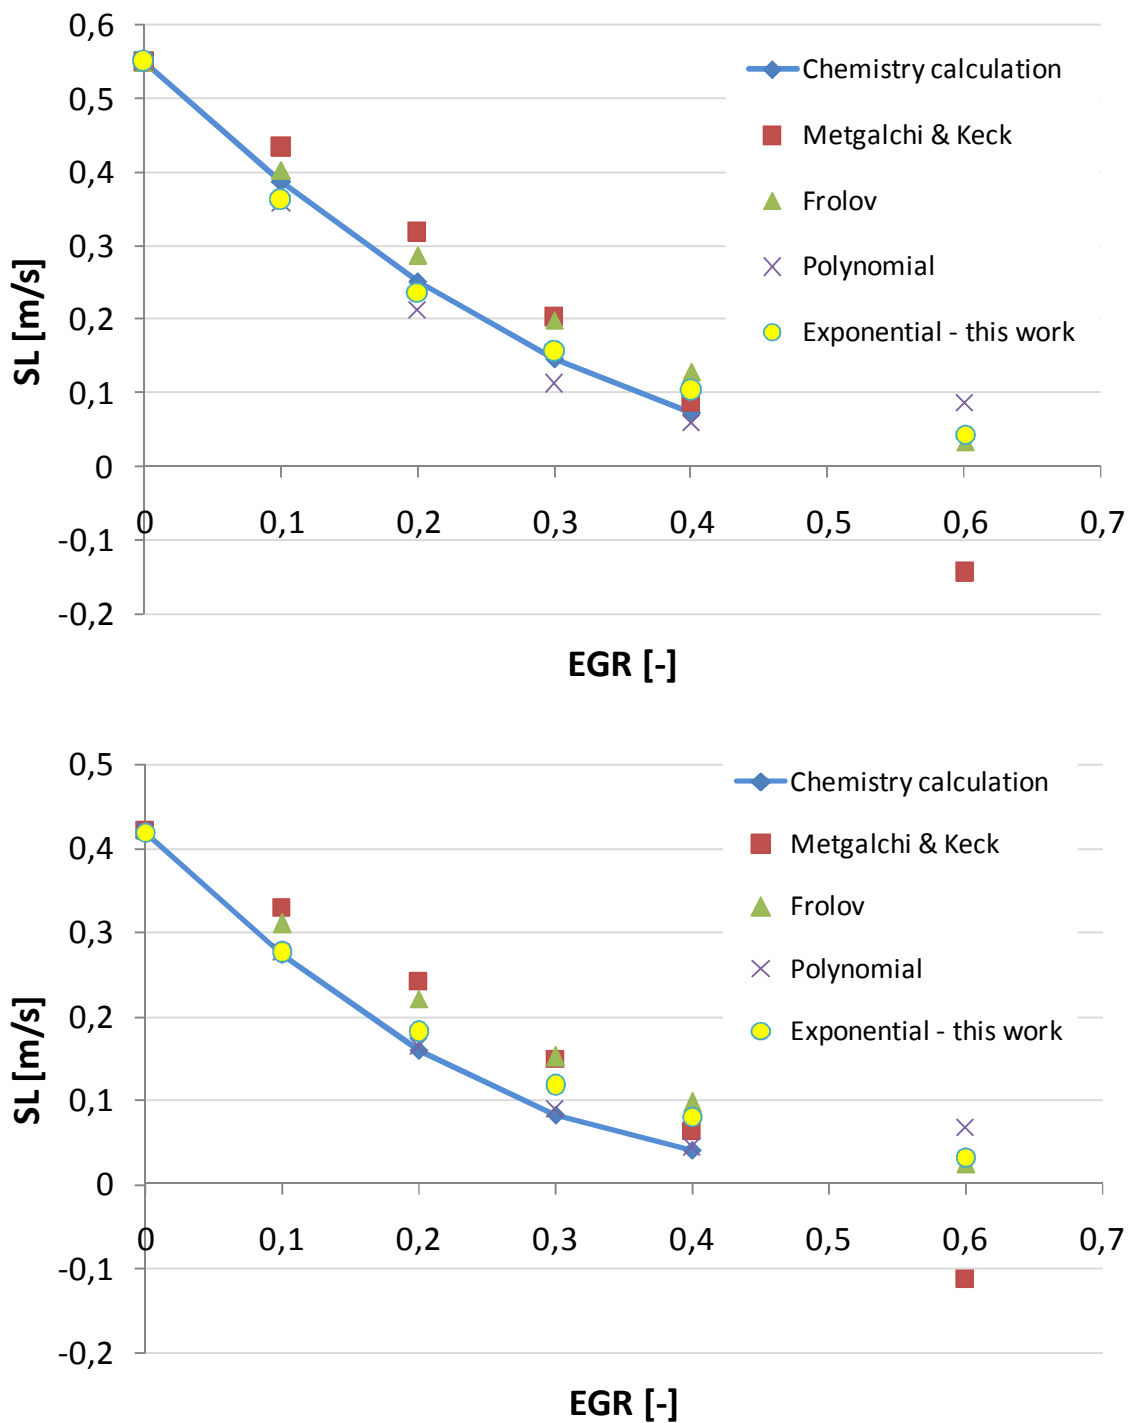 0,6
0,5
0,4
0,3
0,2
0,1
0
-0,1
-0,2
SL [m/s]
0 0,1 0,2 0,3 0,4 0,5 0,6 0,7
EGR [-]
Chemistry calculation
Metgalchi & Keck
Frolov
Polynomial
Exponential - this work
0,5
0,4
0,3
0,2
0,1
0
-0,1
-0,2
SL [m/s]
0 0,1 0,2 0,3 0,4 0,5 0,6 0,7
EGR [-]
Chemistry calculation
Metgalchi & Keck
Frolov
Polynomial
Exponential - this work